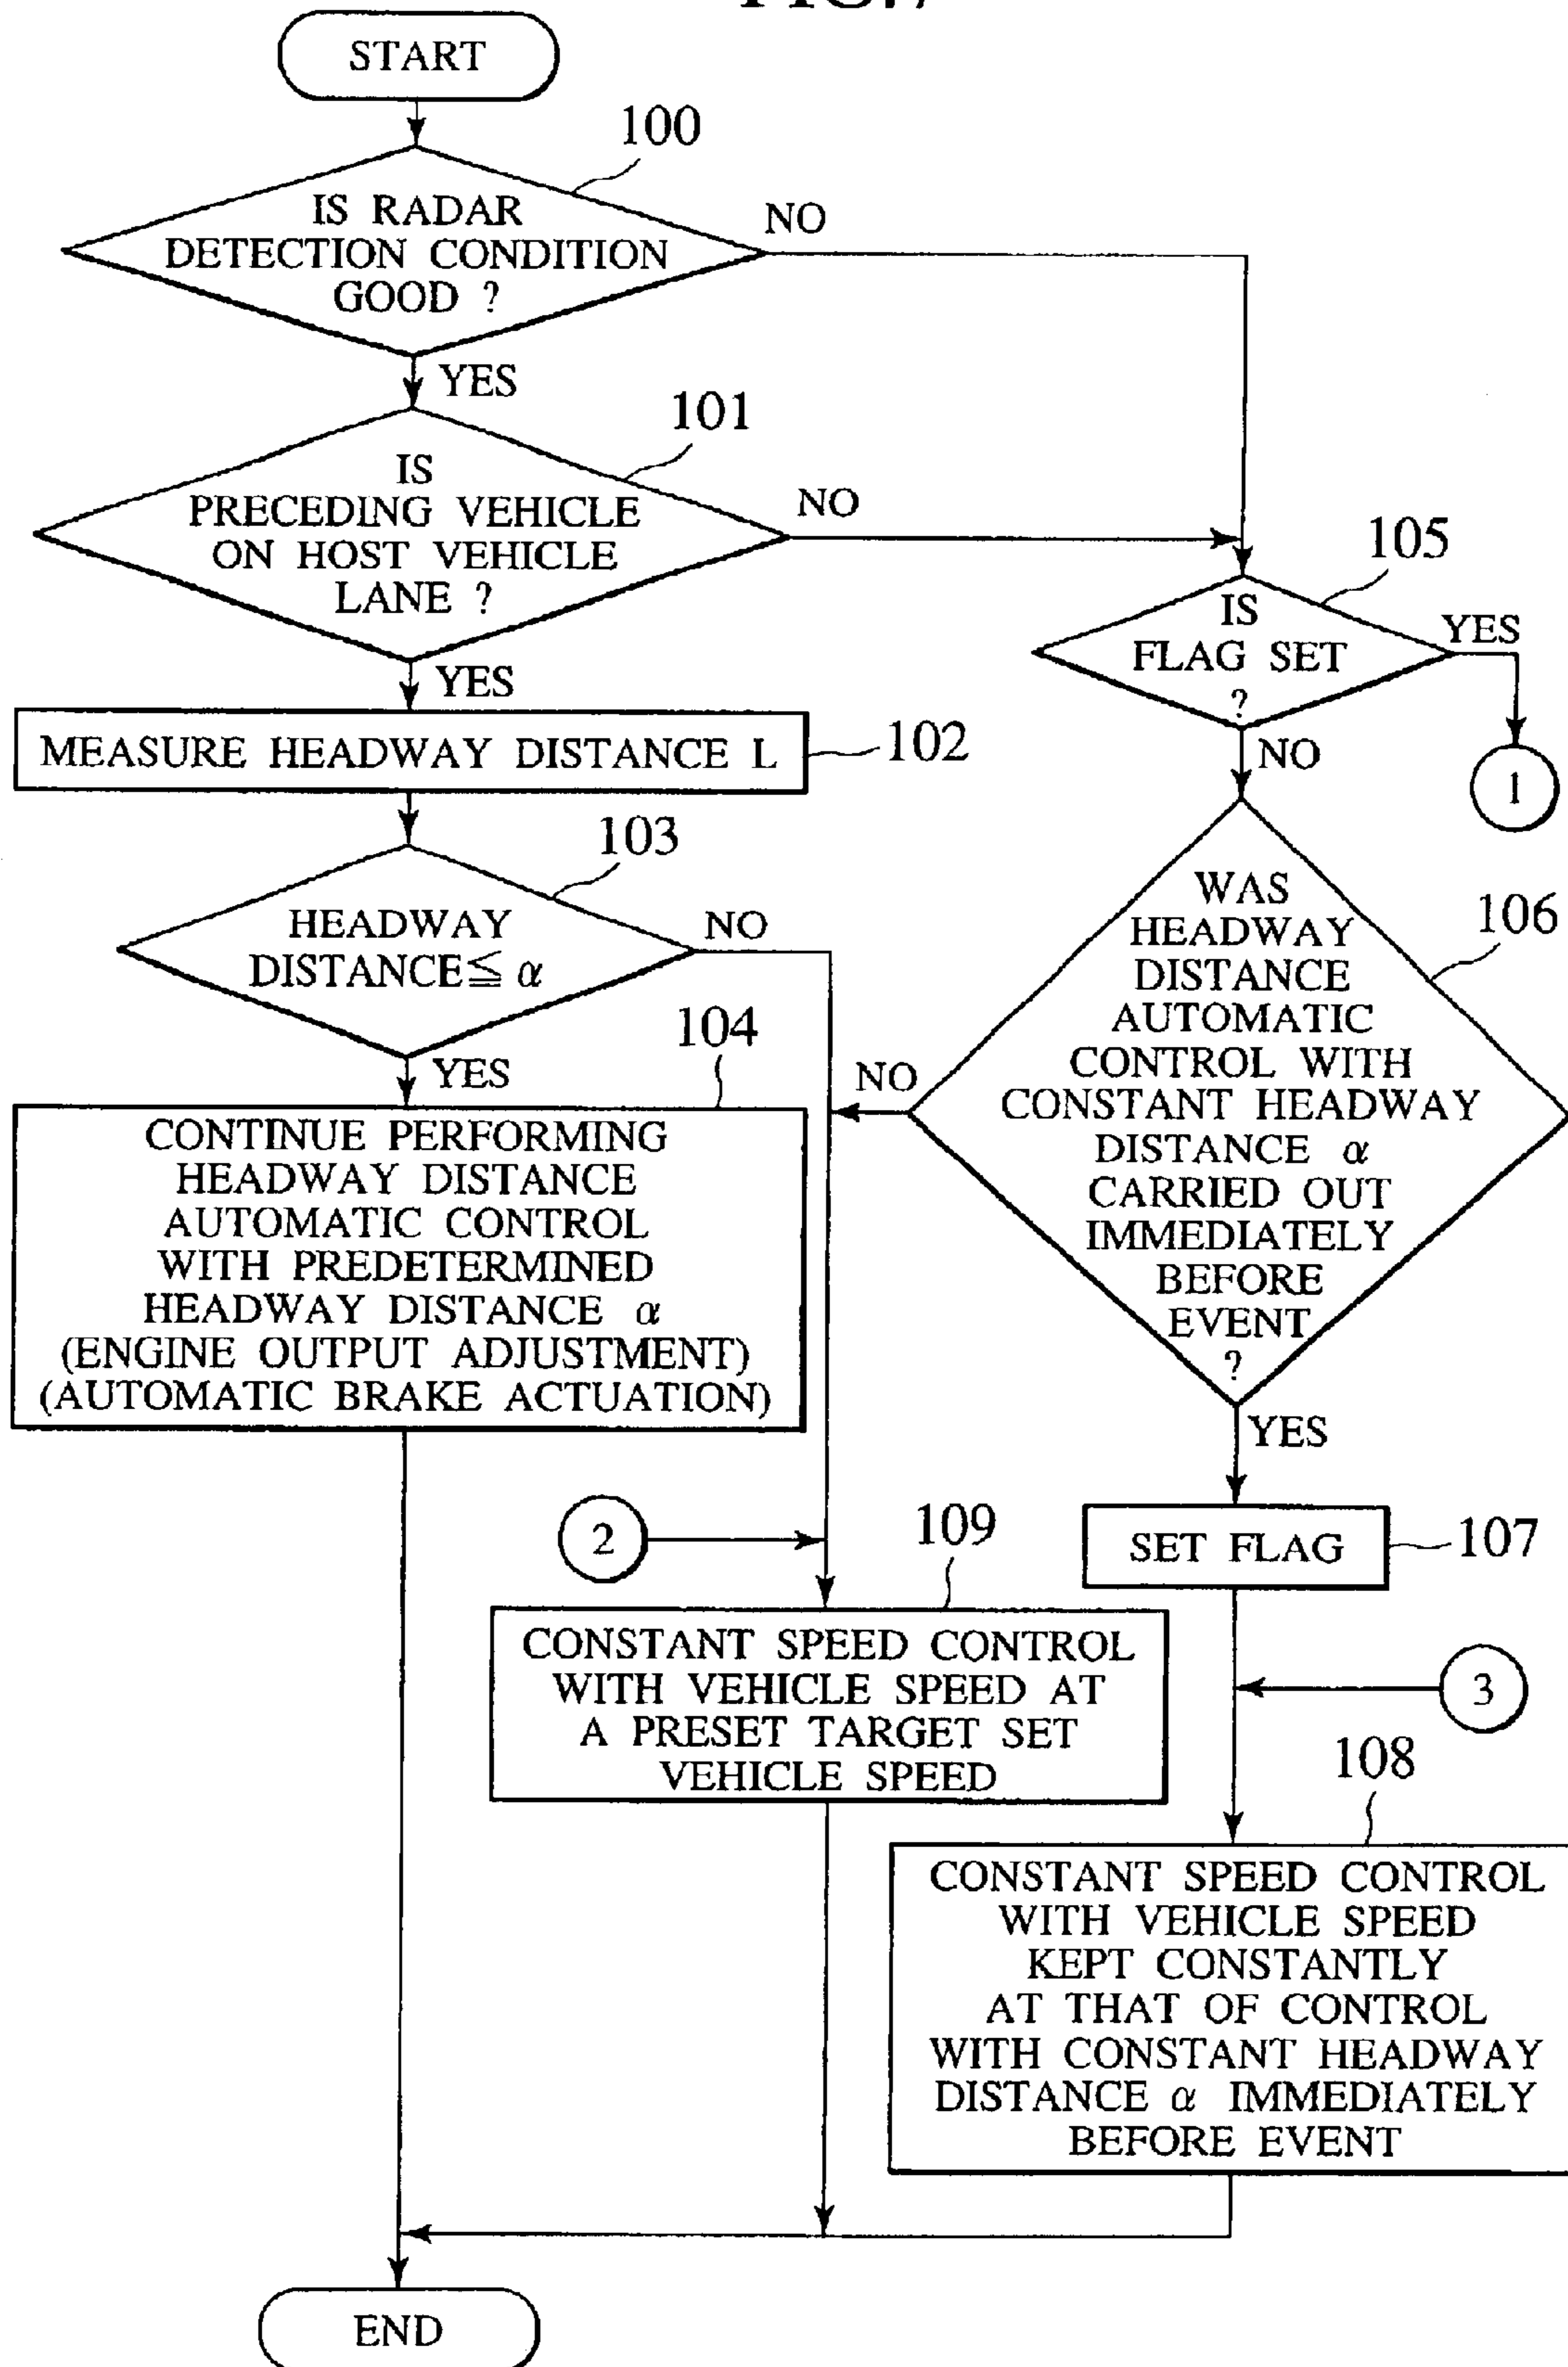 START
100
IS RADAR
DETECTION CONDITION
GOOD ?
NO
YES
101
IS
PRECEDING VEHICLE
ON HOST VEHICLE
LANE ?
NO
YES
105
IS
FLAG SET
?
YES
NO
1
MEASURE HEADWAY DISTANCE L
102
103
HEADWAY
DISTANCE≦ α
NO
YES
104
CONTINUE PERFORMING
HEADWAY DISTANCE
AUTOMATIC CONTROL
WITH PREDETERMINED
HEADWAY DISTANCE α
(ENGINE OUTPUT ADJUSTMENT)
(AUTOMATIC BRAKE ACTUATION)
106
WAS
HEADWAY
DISTANCE
AUTOMATIC
CONTROL WITH
CONSTANT HEADWAY
DISTANCE α
CARRIED OUT
IMMEDIATELY
BEFORE
EVENT
?
NO
YES
SET FLAG
107
2
109
CONSTANT SPEED CONTROL
WITH VEHICLE SPEED AT
A PRESET TARGET SET
VEHICLE SPEED
3
108
CONSTANT SPEED CONTROL
WITH VEHICLE SPEED
KEPT CONSTANTLY
AT THAT OF CONTROL
WITH CONSTANT HEADWAY
DISTANCE α IMMEDIATELY
BEFORE EVENT
END